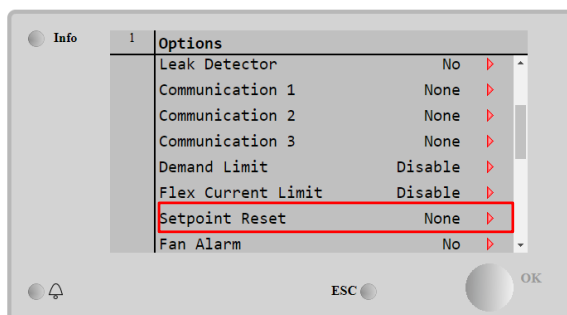 Info
1 Options
Leak Detector No
Communication 1 None
Communication 2 None
Communication 3 None
Demand Limit Disable
Flex Current Limit Disable
Setpoint Reset None
Fan Alarm No
ESC
OK